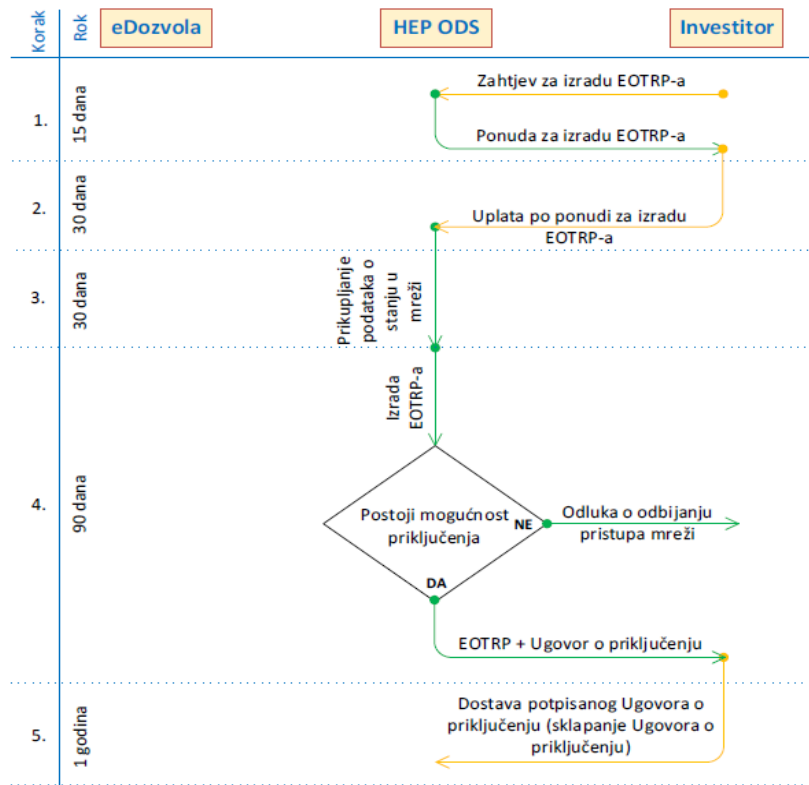 Korak
Rok
eDozvola
HEP ODS
Investitor
1.
15 dana
Zahtjev za izradu EOTRP-a
Ponuda za izradu EOTRP-a
2.
30 dana
Uplata po ponudi za izradu
EOTRP-a
3.
30 dana
Prikupljanje
podataka o
stanju u
mreži
4.
90 dana
Izrada
EOTRP-a
Postoji mogućnost
priključenja
NE
Odluka o odbijanju
pristupa mreži
DA
EOTRP + Ugovor o priključenju
5.
1 godina
Dostava potpisanog Ugovora o
priključenju (sklapanje Ugovora o
priključenju)